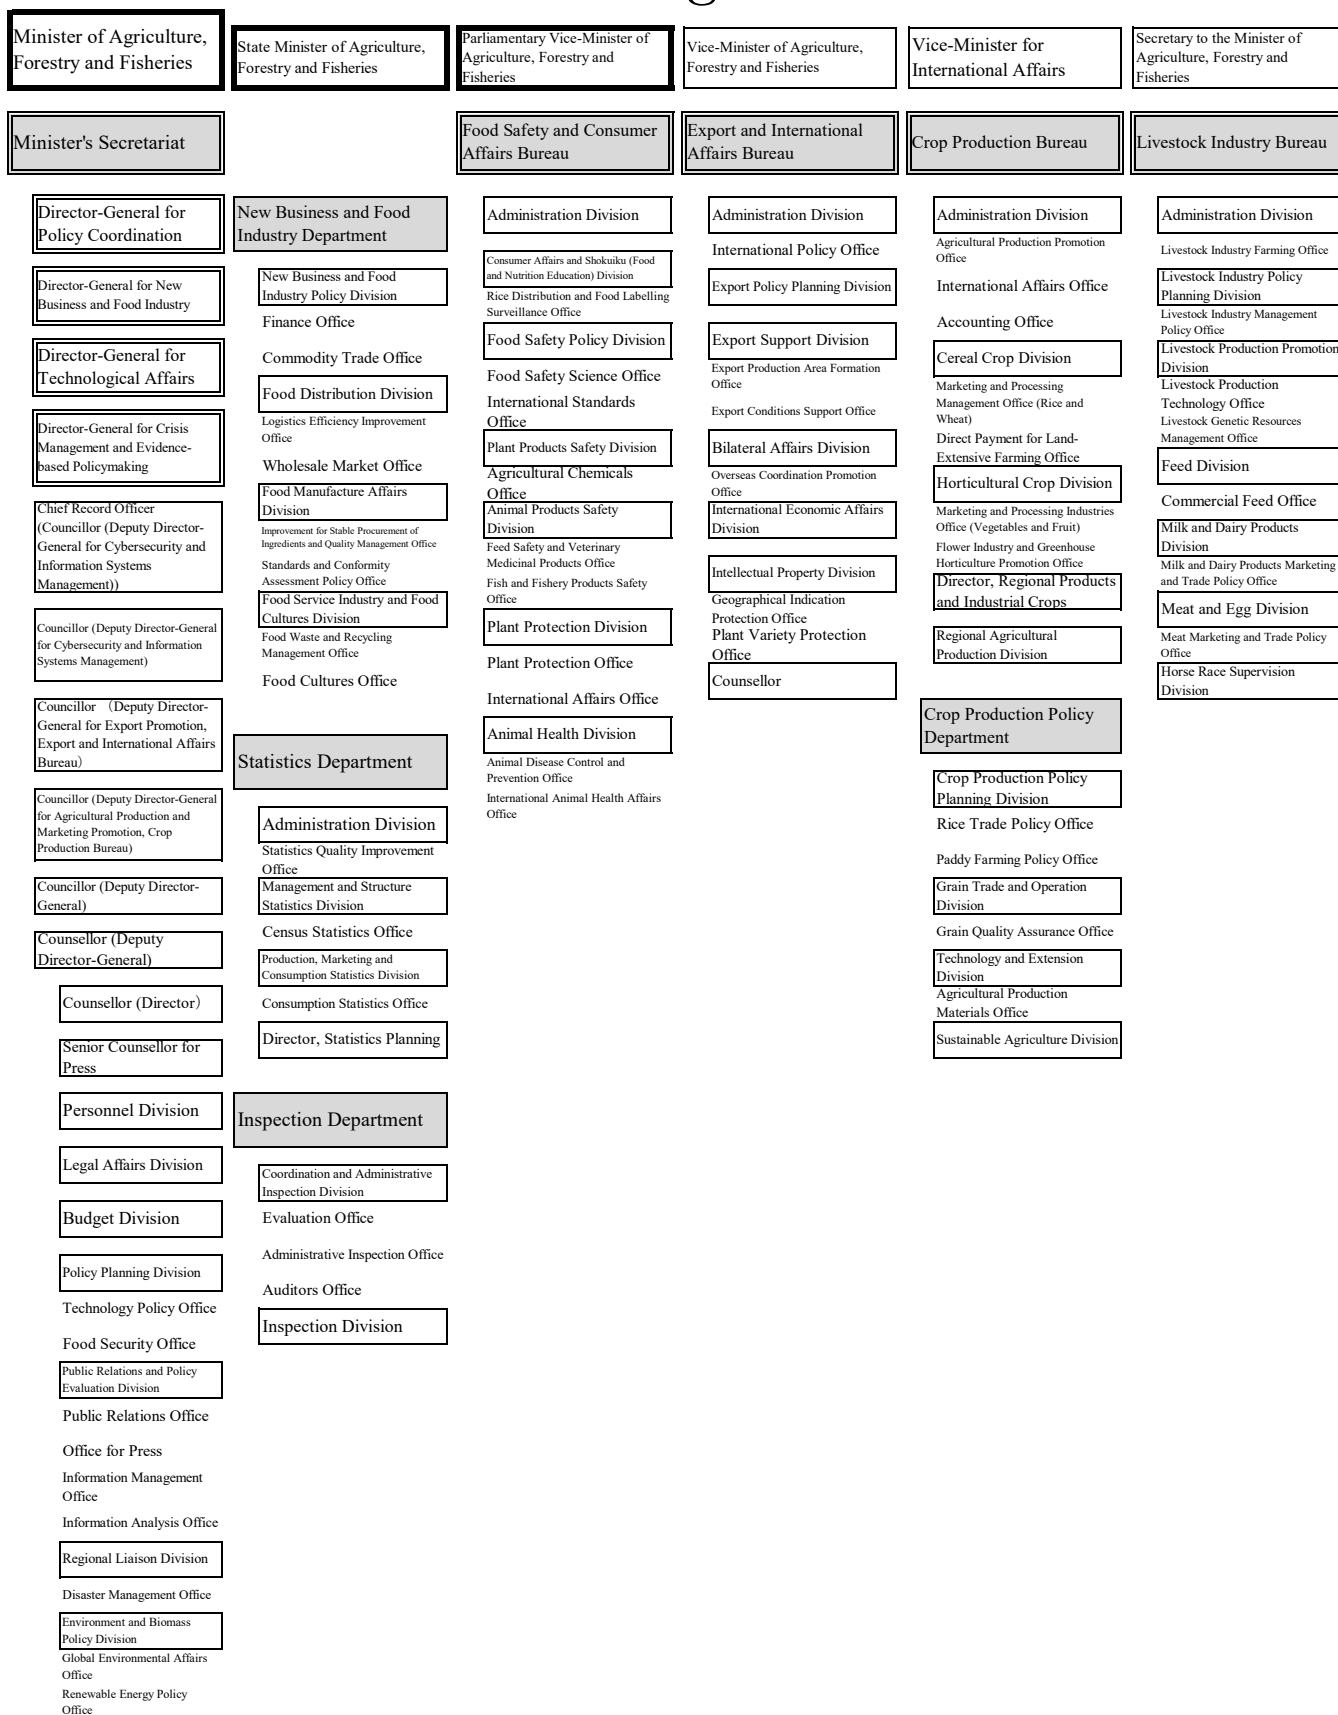 Minister of Agriculture,
Forestry and Fisheries
State Minister of Agriculture,
Forestry and Fisheries
Parliamentary Vice-Minister of
Agriculture, Forestry and
Fisheries
Vice-Minister of Agriculture,
Forestry and Fisheries
Vice-Minister for
International Affairs
Secretary to the Minister of
Agriculture, Forestry and
Fisheries
Minister's Secretariat
Director-General for
Policy Coordination
Director-General for New
Business and Food Industry
Director-General for
Technological Affairs
Director-General for Crisis
Management and Evidence-
based Policymaking
Chief Record Officer
(Councillor (Deputy Director-
General for Cybersecurity and
Information Systems
Management))
Councillor (Deputy Director-General
for Cybersecurity and Information
Systems Management)
Councillor （Deputy Director-
General for Export Promotion,
Export and International Affairs
Bureau）
Councillor (Deputy Director-General
for Agricultural Production and
Marketing Promotion, Crop
Production Bureau)
Councillor (Deputy Director-
General)
Counsellor (Deputy
Director-General)
Counsellor (Director）
Senior Counsellor for
Press
Personnel Division
Legal Affairs Division
Budget Division
Policy Planning Division
Technology Policy Office
Food Security Office
Public Relations and Policy
Evaluation Division
Public Relations Office
Office for Press
Information Management
Office
Information Analysis Office
Regional Liaison Division
Disaster Management Office
Environment and Biomass
Policy Division
Global Environmental Affairs
Office
Renewable Energy Policy
Office
New Business and Food
Industry Department
New Business and Food
Industry Policy Division
Finance Office
Commodity Trade Office
Food Distribution Division
Logistics Efficiency Improvement
Office
Wholesale Market Office
Food Manufacture Affairs
Division
Improvement for Stable Procurement of
Ingredients and Quality Management Office
Standards and Conformity
Assessment Policy Office
Food Service Industry and Food
Cultures Division
Food Waste and Recycling
Management Office
Food Cultures Office
Statistics Department
Administration Division
Statistics Quality Improvement
Office
Management and Structure
Statistics Division
Census Statistics Office
Production, Marketing and
Consumption Statistics Division
Consumption Statistics Office
Director, Statistics Planning
Inspection Department
Coordination and Administrative
Inspection Division
Evaluation Office
Administrative Inspection Office
Auditors Office
Inspection Division
Food Safety and Consumer
Affairs Bureau
Administration Division
Consumer Affairs and Shokuiku (Food
and Nutrition Education) Division
Rice Distribution and Food Labelling
Surveillance Office
Food Safety Policy Division
Food Safety Science Office
International Standards
Office
Plant Products Safety Division
Agricultural Chemicals
Office
Animal Products Safety
Division
Feed Safety and Veterinary
Medicinal Products Office
Fish and Fishery Products Safety
Office
Plant Protection Division
Plant Protection Office
International Affairs Office
Animal Health Division
Animal Disease Control and
Prevention Office
International Animal Health Affairs
Office
Export and International
Affairs Bureau
Administration Division
International Policy Office
Export Policy Planning Division
Export Support Division
Export Production Area Formation
Office
Export Conditions Support Office
Bilateral Affairs Division
Overseas Coordination Promotion
Office
International Economic Affairs
Division
Intellectual Property Division
Geographical Indication
Protection Office
Plant Variety Protection
Office
Counsellor
Crop Production Bureau
Administration Division
Agricultural Production Promotion
Office
International Affairs Office
Accounting Office
Cereal Crop Division
Marketing and Processing
Management Office (Rice and
Wheat)
Direct Payment for Land-
Extensive Farming Office
Horticultural Crop Division
Marketing and Processing Industries
Office (Vegetables and Fruit)
Flower Industry and Greenhouse
Horticulture Promotion Office
Director, Regional Products
and Industrial Crops
Regional Agricultural
Production Division
Crop Production Policy
Department
Crop Production Policy
Planning Division
Rice Trade Policy Office
Paddy Farming Policy Office
Grain Trade and Operation
Division
Grain Quality Assurance Office
Technology and Extension
Division
Agricultural Production
Materials Office
Sustainable Agriculture Division
Livestock Industry Bureau
Administration Division
Livestock Industry Farming Office
Livestock Industry Policy
Planning Division
Livestock Industry Management
Policy Office
Livestock Production Promotion
Division
Livestock Production
Technology Office
Livestock Genetic Resources
Management Office
Feed Division
Commercial Feed Office
Milk and Dairy Products
Division
Milk and Dairy Products Marketing
and Trade Policy Office
Meat and Egg Division
Meat Marketing and Trade Policy
Office
Horse Race Supervision
Division